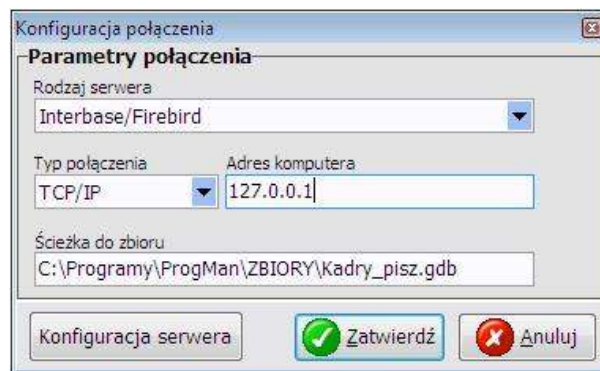 Konfiguracja połączenia
Parametry połączenia
Rodzaj serwera
Interbase/Firebird
Typ połączenia Adres komputera
TCP/IP 127.0.0.1
Ścieżka do zbioru
C:\Programy\ProgMan\ZBIORY\Kadry_pisz.gdb
Konfiguracja serwera Zatwierdź Anuluj